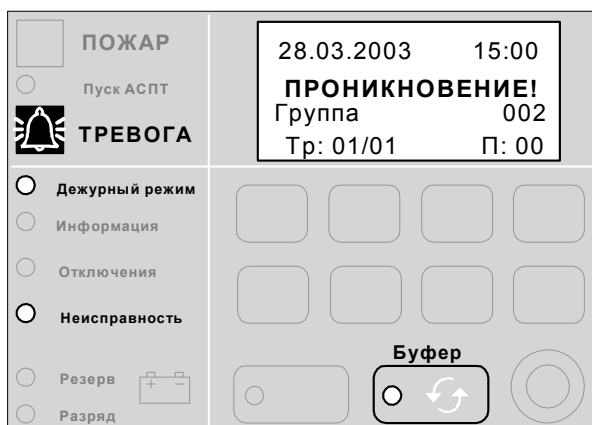 ПОЖАР
Пуск АСПТ
ТРЕВОГА
28.03.2003 15:00
ПРОНИКНОВЕНИЕ!
Группа 002
Тр: 01/01 П: 00
Дежурный режим
Информация
Отключения
Неисправность
Резерв
+ −
Разряд
Буфер